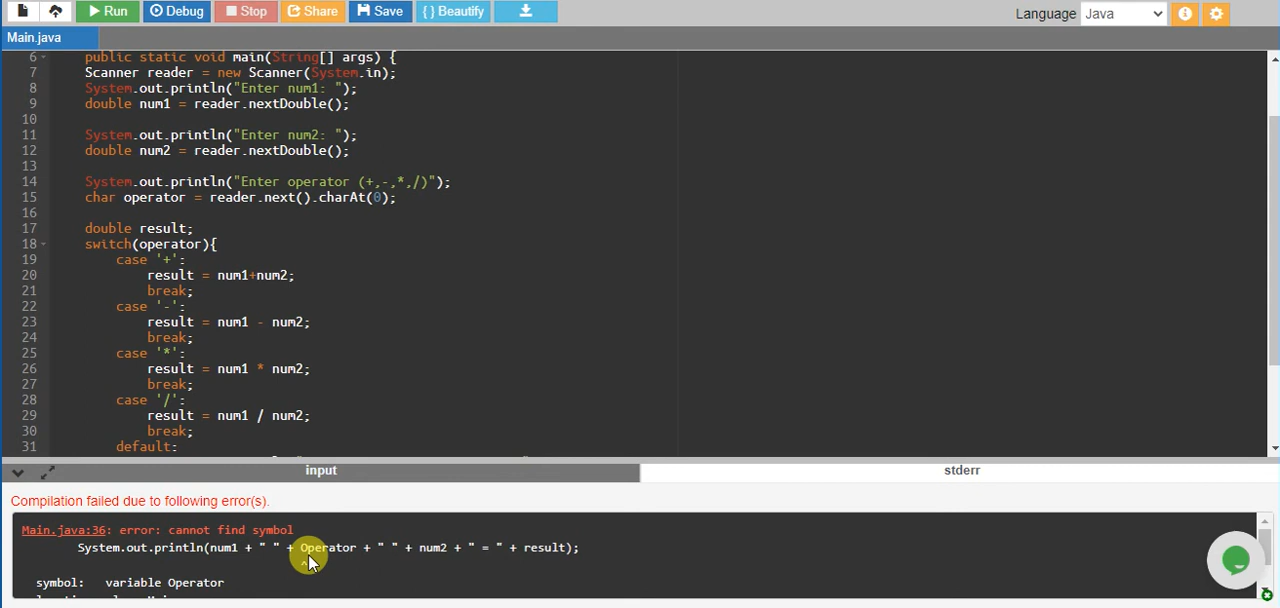 Run Debug Stop Share Save { } Beautify
Language Java
Main.java
6 public static void main(String[] args) {
7 Scanner reader = new Scanner(System.in);
8 System.out.println("Enter num1: ");
9 double num1 = reader.nextDouble();
10
11 System.out.println("Enter num2: ");
12 double num2 = reader.nextDouble();
13
14 System.out.println("Enter operator (+,-,*,/)");
15 char operator = reader.next().charAt(0);
16
17 double result;
18 switch(operator){
19 case '+':
20 result = num1+num2;
21 break;
22 case '-':
23 result = num1 - num2;
24 break;
25 case '*':
26 result = num1 * num2;
27 break;
28 case '/':
29 result = num1 / num2;
30 break;
31 default:
input stderr
Compilation failed due to following error(s).
Main.java:36: error: cannot find symbol
System.out.println(num1 + " " + Operator + " " + num2 + " = " + result);
^
symbol: variable Operator